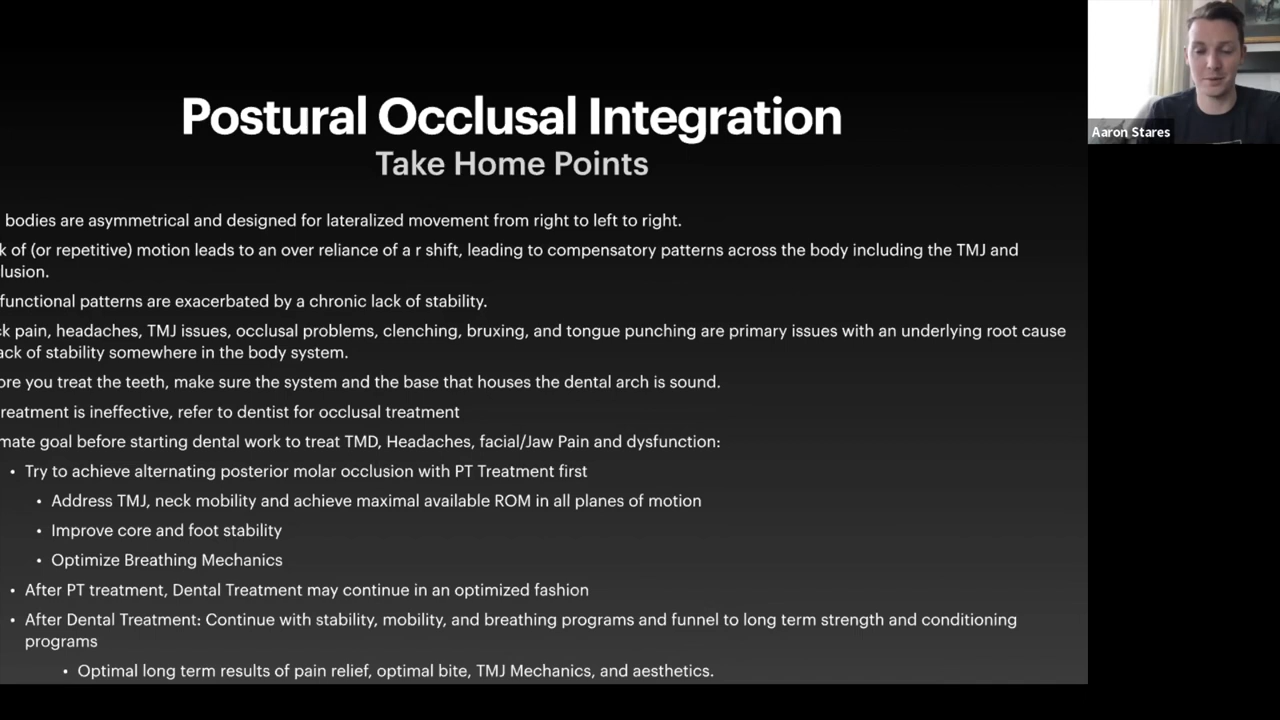 Postural Occlusal Integration
Take Home Points
Aaron Stares
bodies are asymmetrical and designed for lateralized movement from right to left to right.
k of (or repetitive) motion leads to an over reliance of a r shift, leading to compensatory patterns across the body including the TMJ and
lusion.
functional patterns are exacerbated by a chronic lack of stability.
ck pain, headaches, TMJ issues, occlusal problems, clenching, bruxing, and tongue punching are primary issues with an underlying root cause
ack of stability somewhere in the body system.
ore you treat the teeth, make sure the system and the base that houses the dental arch is sound.
reatment is ineffective, refer to dentist for occlusal treatment
mate goal before starting dental work to treat TMD, Headaches, facial/Jaw Pain and dysfunction:
• Try to achieve alternating posterior molar occlusion with PT Treatment first
• Address TMJ, neck mobility and achieve maximal available ROM in all planes of motion
• Improve core and foot stability
• Optimize Breathing Mechanics
• After PT treatment, Dental Treatment may continue in an optimized fashion
• After Dental Treatment: Continue with stability, mobility, and breathing programs and funnel to long term strength and conditioning
programs
• Optimal long term results of pain relief, optimal bite, TMJ Mechanics, and aesthetics.